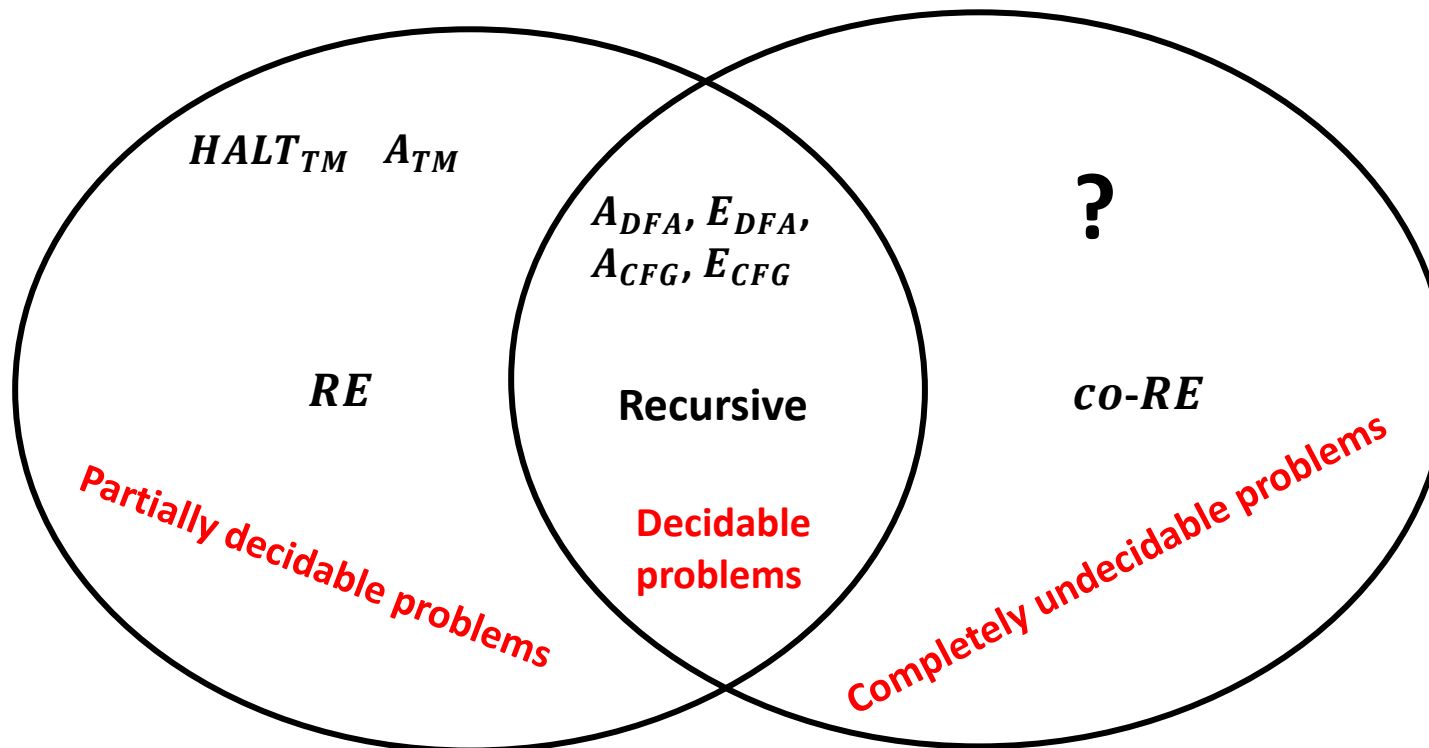 HALT_TM A_TM
?
A_DFA, E_DFA,
A_CFG, E_CFG
RE
Recursive
co-RE
Partially decidable problems
Decidable
problems
Completely undecidable problems